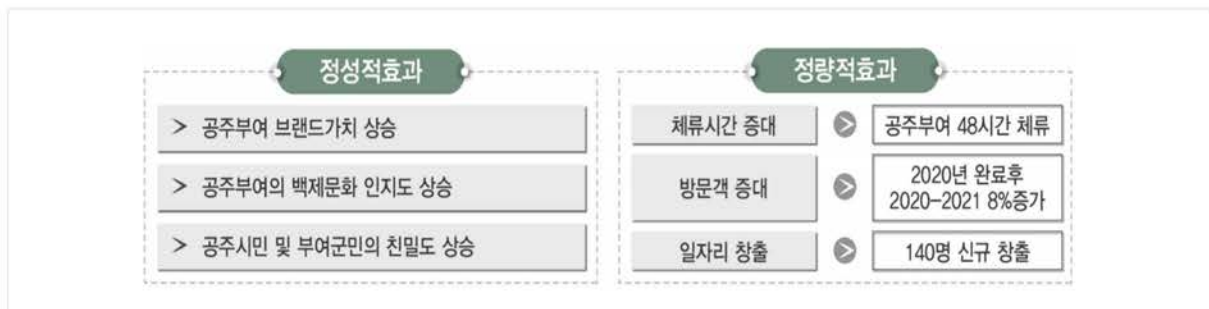 정성적효과
> 공주부여 브랜드가치 상승
> 공주부여의 백제문화 인지도 상승
> 공주시민 및 부여군민의 친밀도 상승
정량적효과
체류시간 증대 > 공주부여 48시간 체류
방문객 증대 > 2020년 완료후
2020-2021 8%증가
일자리 창출 > 140명 신규 창출